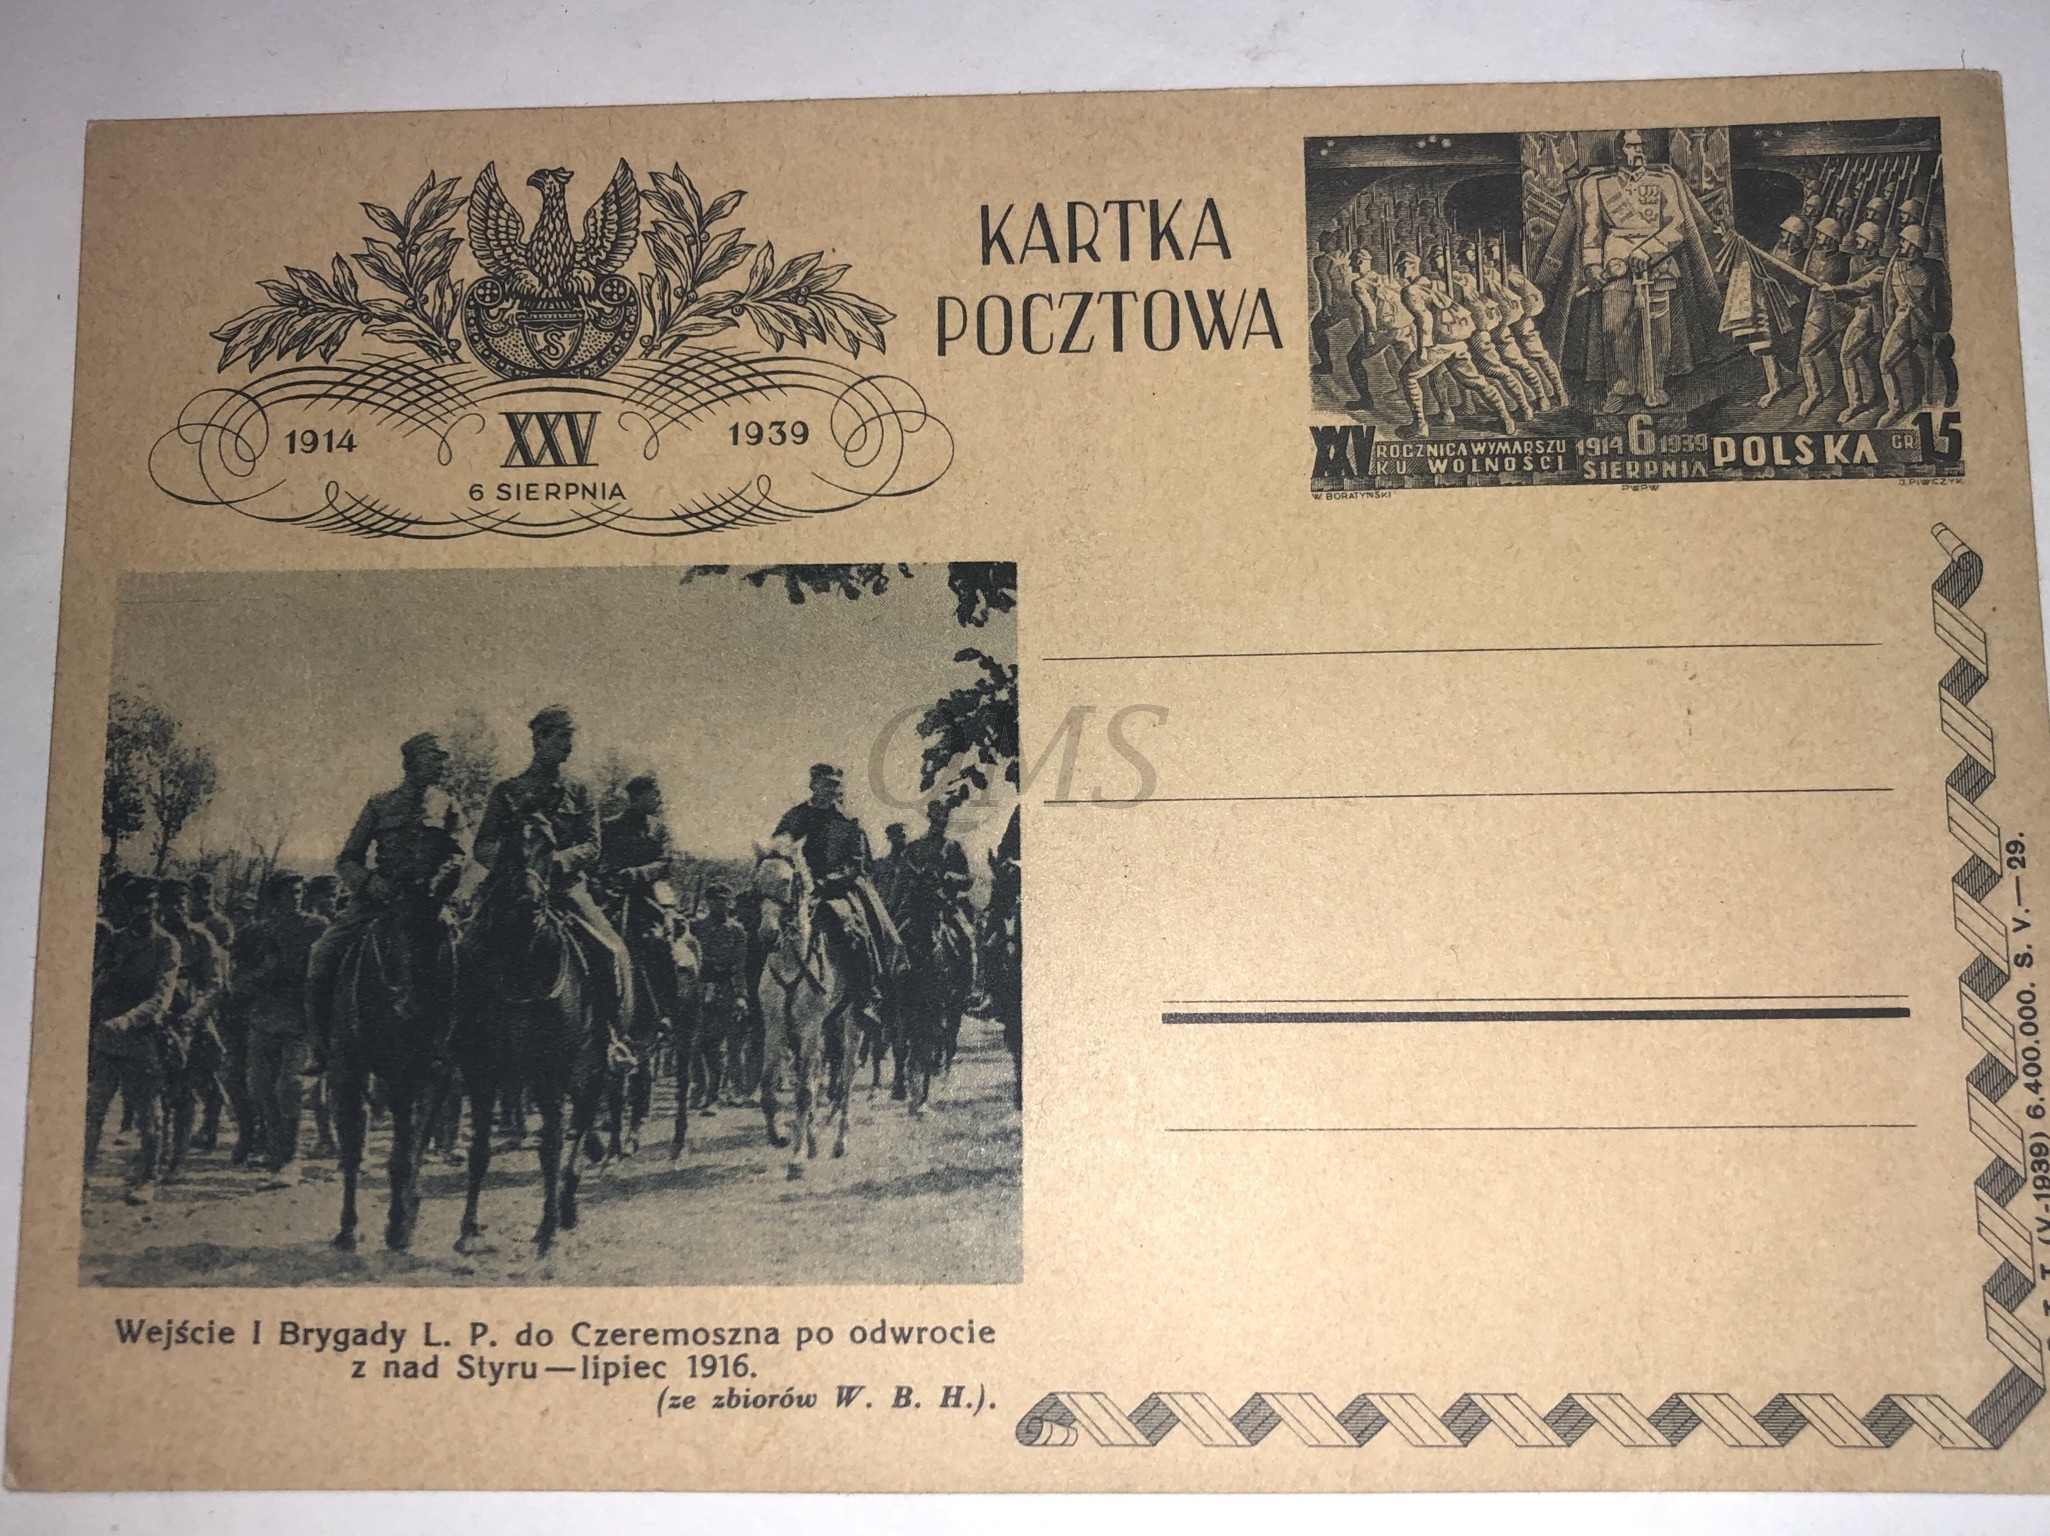 KARTKA
POCZTOWA
S
1914 XXV 1939
6 SIERPNIA
XXV ROCZNICA WYMARSZU 1914 6 1939 POLSKA GR 15
KU WOLNOŚCI SIERPNIA
W. BORATYŃSKI PWPW J. PIWCZYK
QMS
Wejście I Brygady L. P. do Czeremoszna po odwrocie
z nad Styru—lipiec 1916.
(ze zbiorów W. B. H.).
(V-1939) 6.400.000. S. V.—29.